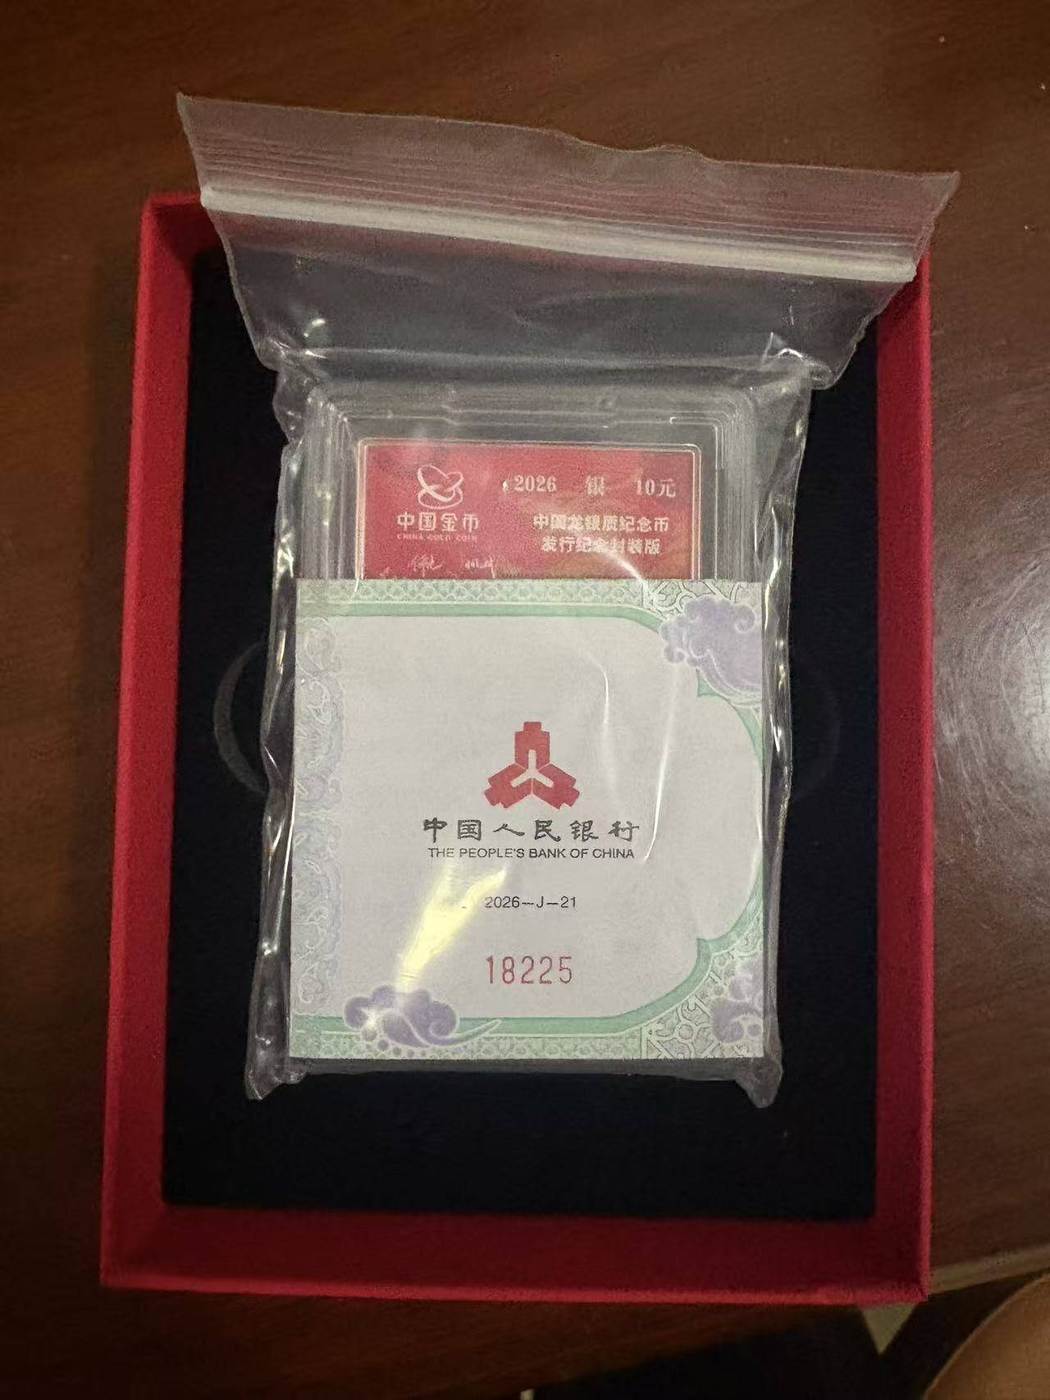 2026 银 10元
中国金币
CHINA GOLD COIN
中国龙银质纪念币
发行纪念封装版
中国人民银行
THE PEOPLE'S BANK OF CHINA
2026—J—21
18225